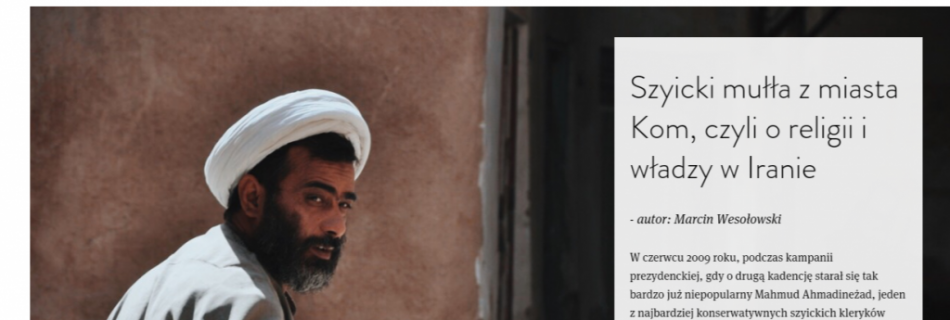 Szyicki mułła z miasta
Kom, czyli o religii i
władzy w Iranie
- autor: Marcin Wesołowski
W czerwcu 2009 roku, podczas kampanii
prezydenckiej, gdy o drugą kadencję starał się tak
bardzo już niepopularny Mahmud Ahmadineżad, jeden
z najbardziej konserwatywnych szyickich kleryków